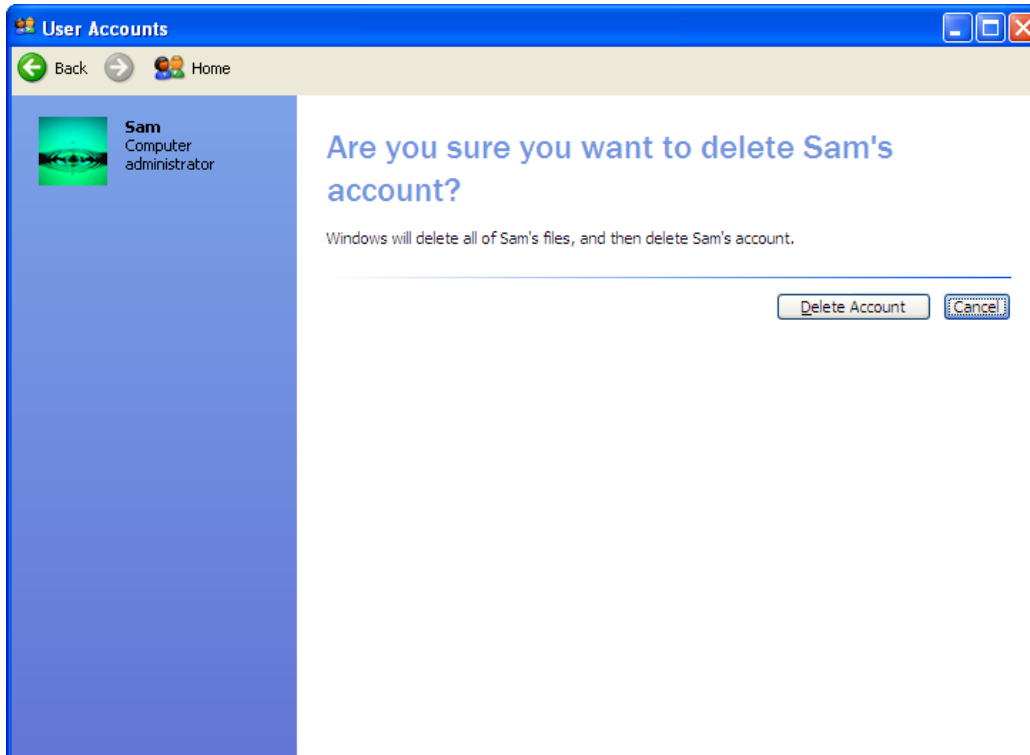 User Accounts
Back Home
Sam
Computer
administrator
Are you sure you want to delete Sam's
account?
Windows will delete all of Sam's files, and then delete Sam's account.
Delete Account Cancel